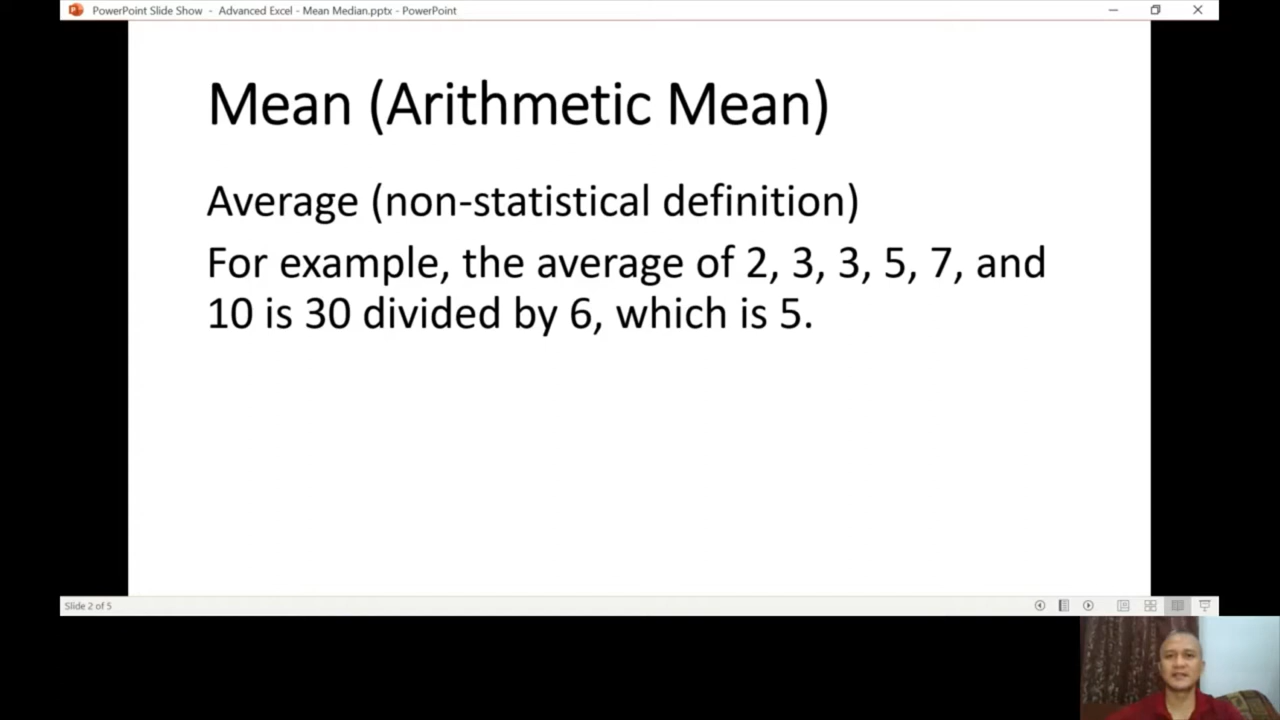 PowerPoint Slide Show - Advanced Excel - Mean Median.pptx - PowerPoint
Mean (Arithmetic Mean)
Average (non-statistical definition)
For example, the average of 2, 3, 3, 5, 7, and
10 is 30 divided by 6, which is 5.
Slide 2 of 5